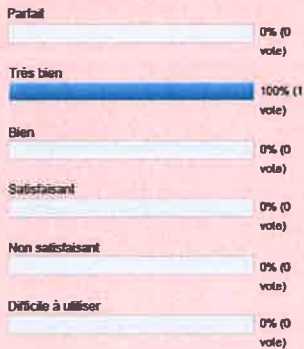 Parfait
0% (0
vote)
Très bien
100% (1
vote)
Bien
0% (0
vote)
Satisfaisant
0% (0
vote)
Non satisfaisant
0% (0
vote)
Difficile à utiliser
0% (0
vote)